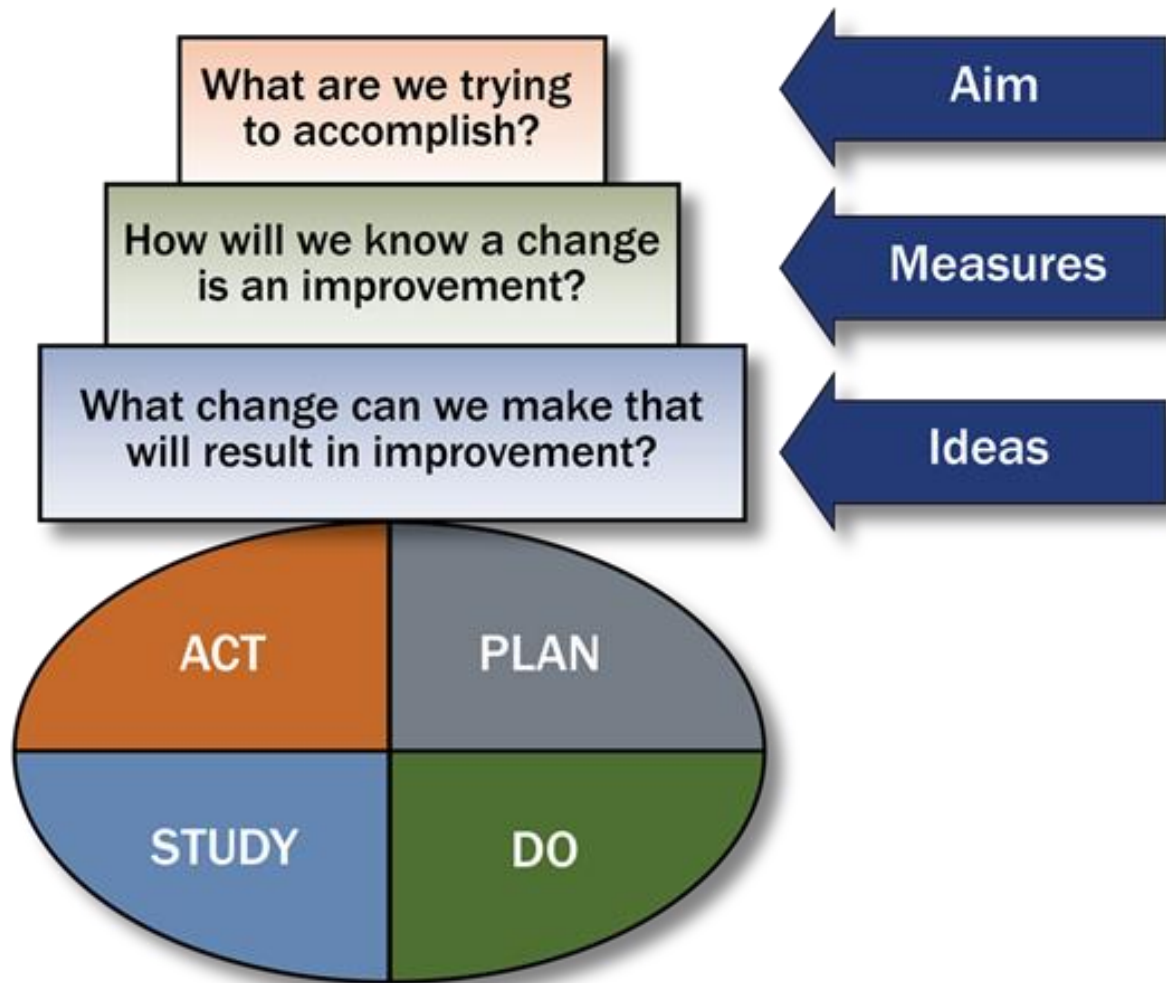 What are we trying
to accomplish?
Aim
How will we know a change
is an improvement?
Measures
What change can we make that
will result in improvement?
Ideas
ACT
PLAN
STUDY
DO